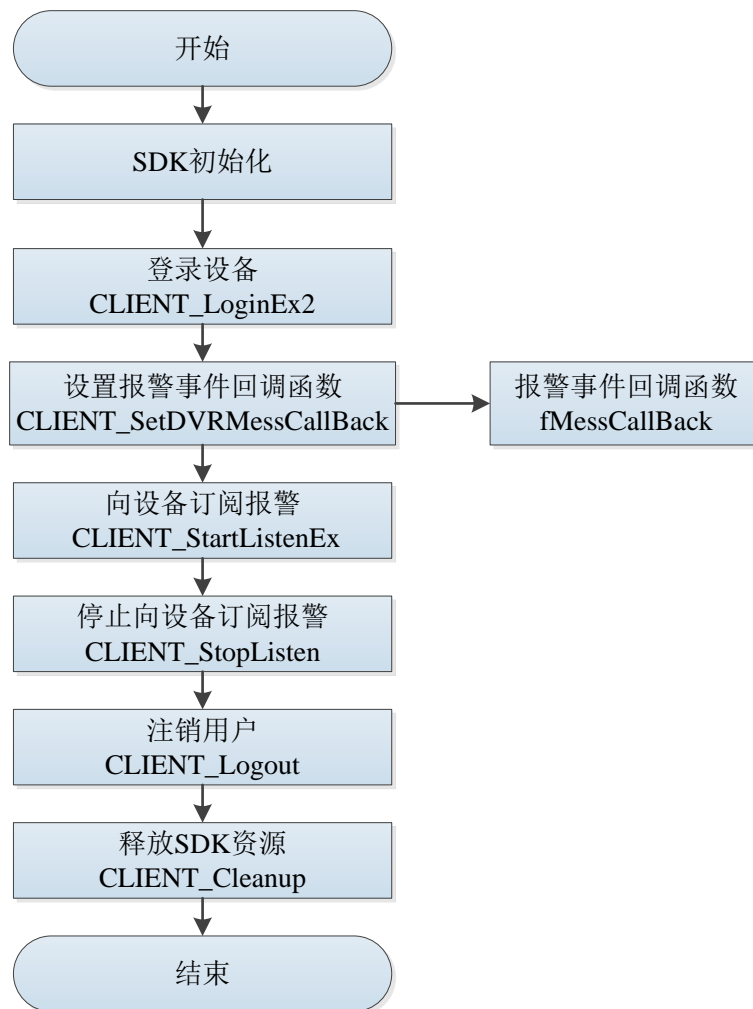 开始
SDK初始化
登录设备
CLIENT_LoginEx2
设置报警事件回调函数
CLIENT_SetDVRMessCallBack
报警事件回调函数
fMessCallBack
向设备订阅报警
CLIENT_StartListenEx
停止向设备订阅报警
CLIENT_StopListen
注销用户
CLIENT_Logout
释放SDK资源
CLIENT_Cleanup
结束